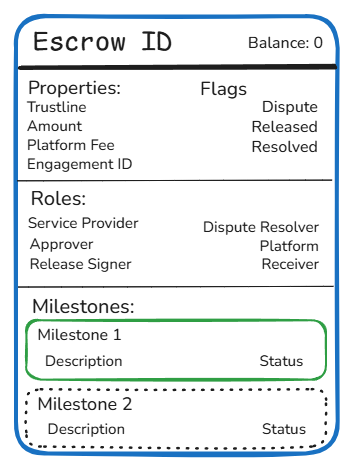 Escrow ID Balance: 0
Properties: Flags
Trustline Dispute
Amount Released
Platform Fee Resolved
Engagement ID
Roles:
Service Provider Dispute Resolver
Approver Platform
Release Signer Receiver
Milestones:
Milestone 1
Description Status
Milestone 2
Description Status